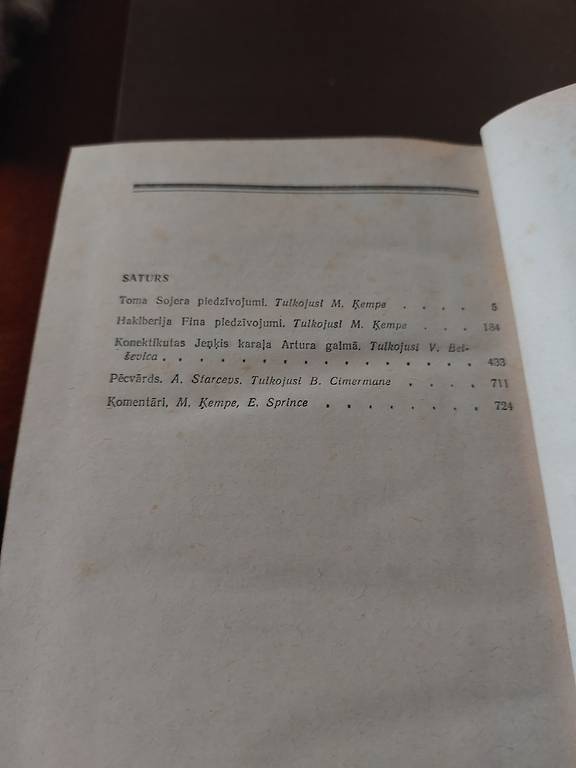 SATURS
Toma Sojera piedzīvojumi. Tulkojusi M. Ķempe . . . . 5
Haklberija Fina piedzīvojumi. Tulkojusi M. Ķempe . . . 184
Konektikutas Jeņķis karaļa Artura galmā. Tulkojusi V. Bel-
ševica . . . . . . . . . . . . . . . 433
Pēcvārds. A. Starcevs. Tulkojusi B. Cimermane . . . . 711
Komentāri, M. Ķempe, E. Sprince . . . . . . . . 724